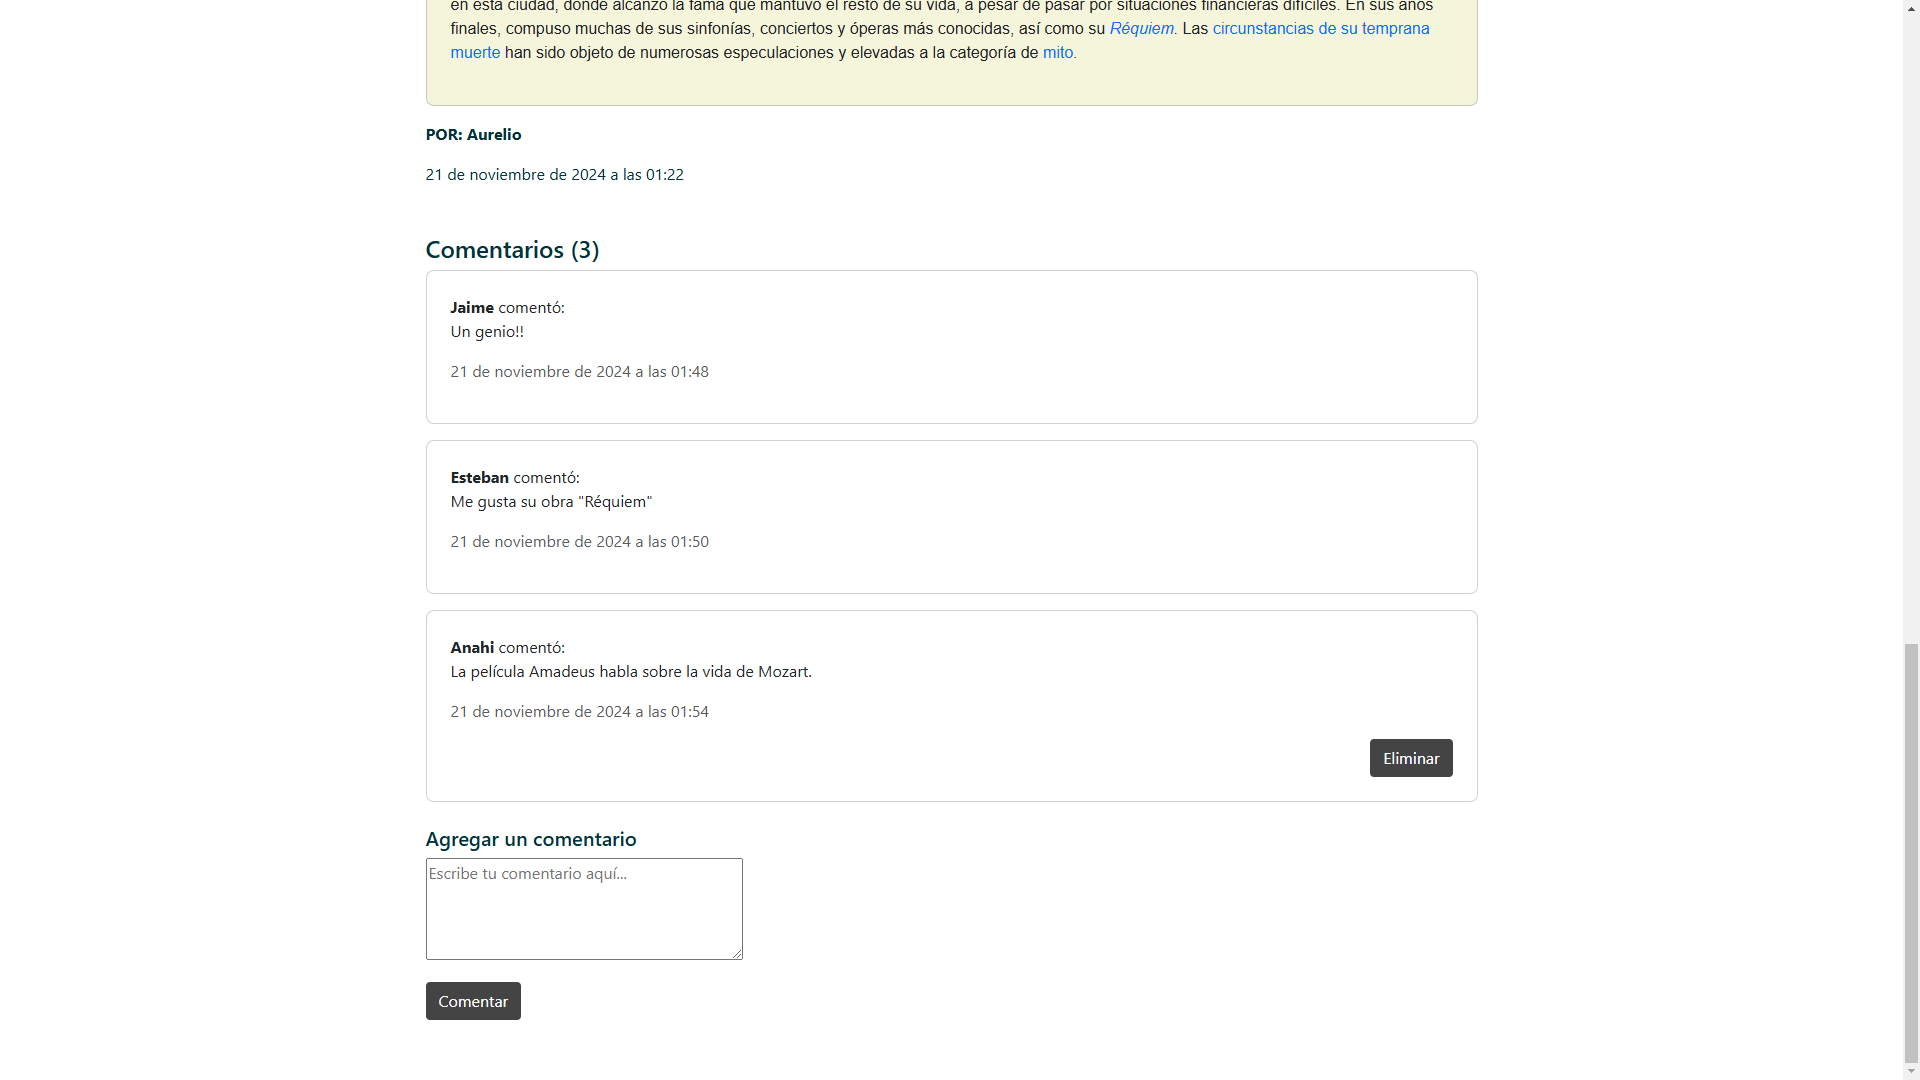 en esta ciudad, donde alcanzó la fama que mantuvo el resto de su vida, a pesar de pasar por situaciones financieras difíciles. En sus años
finales, compuso muchas de sus sinfonías, conciertos y óperas más conocidas, así como su Réquiem. Las circunstancias de su temprana
muerte han sido objeto de numerosas especulaciones y elevadas a la categoría de mito.
POR: Aurelio
21 de noviembre de 2024 a las 01:22
Comentarios (3)
Jaime comentó:
Un genio!!
21 de noviembre de 2024 a las 01:48
Esteban comentó:
Me gusta su obra "Réquiem"
21 de noviembre de 2024 a las 01:50
Anahi comentó:
La película Amadeus habla sobre la vida de Mozart.
21 de noviembre de 2024 a las 01:54
Eliminar
Agregar un comentario
Escribe tu comentario aquí...
Comentar